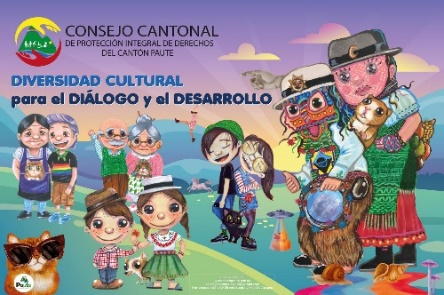 CONSEJO CANTONAL
DE PROTECCIÓN INTEGRAL DE DERECHOS
DEL CANTÓN PAUTE
DIVERSIDAD CULTURAL
para el DIÁLOGO y el DESARROLLO